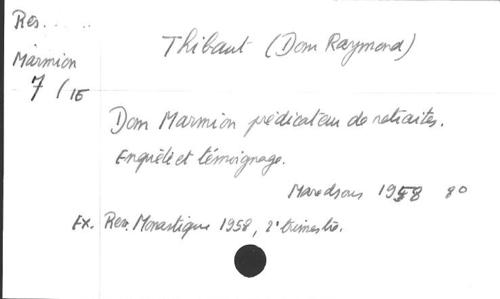 Res. . . . .
Thibaut (Dom Raymond)
Marmion
7 / 15
Dom Marmion prédicateur de retraites.
Enquête et témoignage.
Maredsous 1958 80
Ex. Rev. Monastique 1958, 2e trimestre.